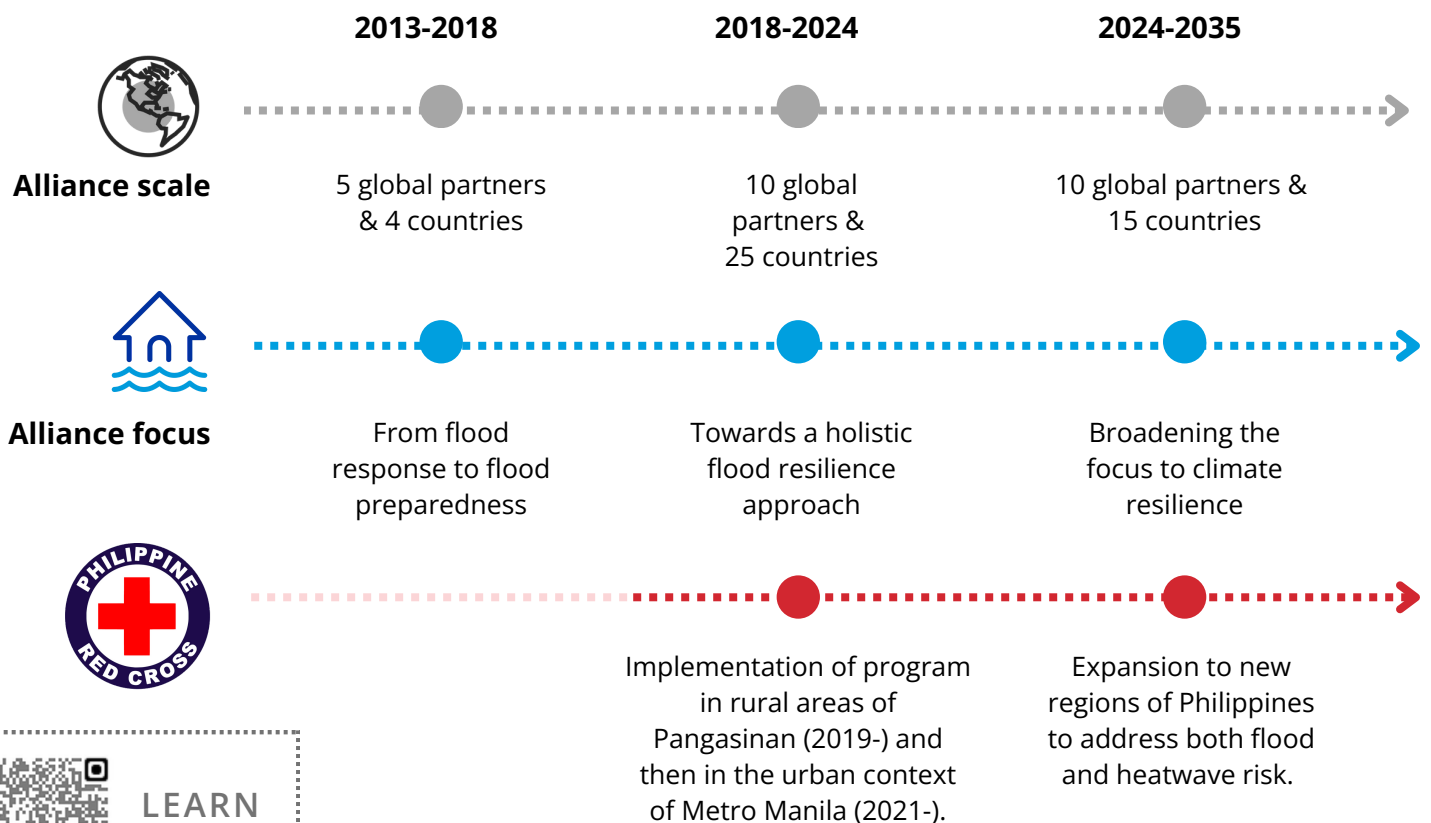 2013-2018
2018-2024
2024-2035
Alliance scale
5 global partners
& 4 countries
10 global
partners &
25 countries
10 global partners &
15 countries
Alliance focus
From flood
response to flood
preparedness
Towards a holistic
flood resilience
approach
Broadening the
focus to climate
resilience
PHILIPPINE
RED CROSS
Implementation of program
in rural areas of
Pangasinan (2019-) and
then in the urban context
of Metro Manila (2021-).
Expansion to new
regions of Philippines
to address both flood
and heatwave risk.
LEARN